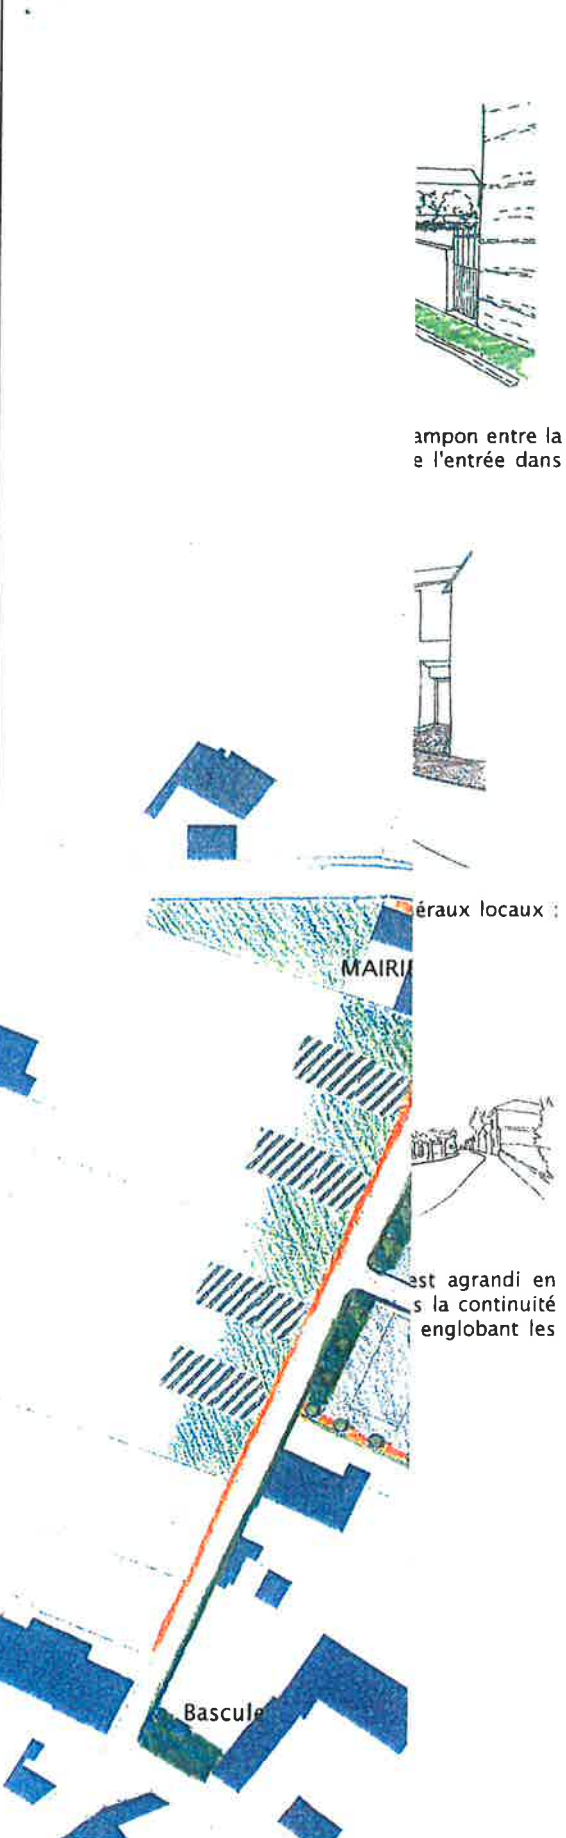 ampon entre la
e l'entrée dans
éraux locaux :
MAIRI
est agrandi en
s la continuité
englobant les
Bascule